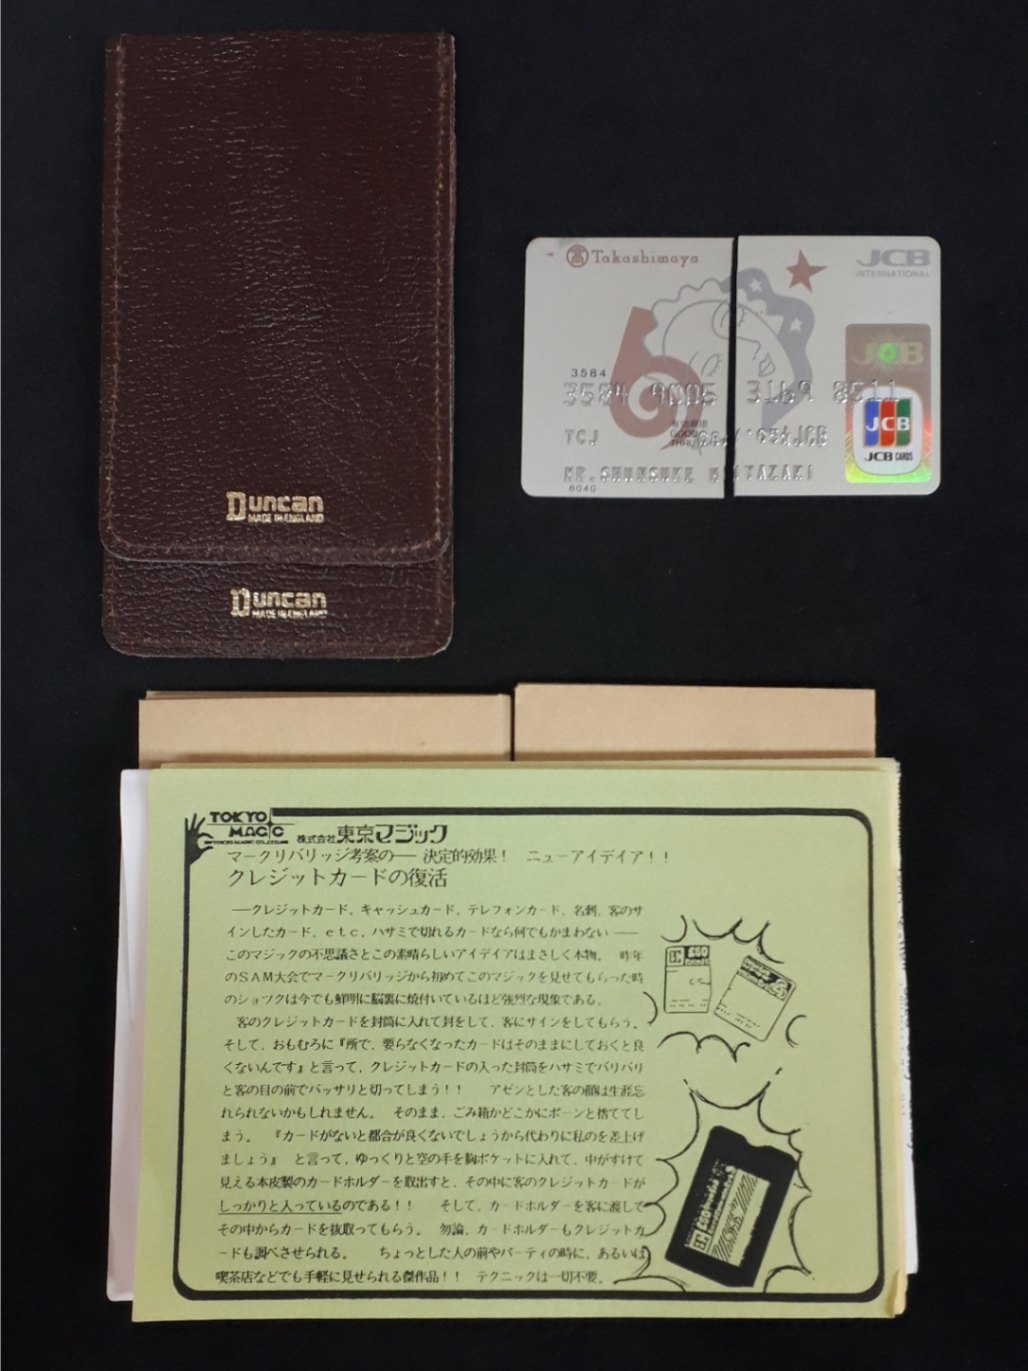 Duncan
MADE IN ENGLAND
Duncan
MADE IN ENGLAND
Takashimaya
JCB
INTERNATIONAL
3584
3584 9005 3169 8511
TCJ
MR.SHUNSUKE
6040
JCB
JCB CARDS
TOKYO
MAGIC
株式会社東京マジック
マークリバリッジ考案の── 決定的効果! ニューアイデイア!!
クレジットカードの復活
──クレジットカード，キャッシュカード，テレフォンカード，名刺，客のサ
インしたカード，etc，ハサミで切れるカードなら何でもかまわない──
このマジックの不思議さとこの素晴らしいアイデイアはまさしく本物。 昨年
のSAM大会でマークリバリッジから初めてこのマジックを見せてもらった時
のショックは今でも鮮明に脳裏に焼付いているほど強烈な現象である。
客のクレジットカードを封筒に入れて封をして，客にサインをしてもらう。
そして，おもむろに『所で，要らなくなったカードはそのままにしておくと良
くないんです』と言って，クレジットカードの入った封筒をハサミでバリバリ
と客の目の前でバッサリと切ってしまう!! アゼンとした客の顔は生涯忘
れられないかもしれません。 そのまま，ごみ箱かどこかにポーンと捨ててし
まう。 『カードがないと都合が良くないでしょうから代わりに私のを差上げ
ましょう』 と言って，ゆっくりと空の手を胸ポケットに入れて，中がすけて
見える本皮製のカードホルダーを取出すと，その中に客のクレジットカードが
しっかりと入っているのである!! そして，カードホルダーを客に渡して
その中からカードを抜取ってもらう。 勿論，カードホルダーもクレジットカ
ードも調べさせられる。 ちょっとした人の前やパーティの時に，あるいは
喫茶店などでも手軽に見せられる傑作品!! テクニックは一切不要。